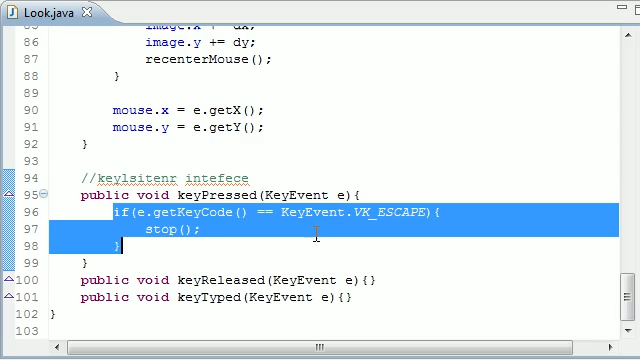 Look.java
85 image.x += dx;
86 image.y += dy;
87 recenterMouse();
88 }
89
90 mouse.x = e.getX();
91 mouse.y = e.getY();
92 }
93
94 //keylsitenr intefece
95 public void keyPressed(KeyEvent e){
96 if(e.getKeyCode() == KeyEvent.VK_ESCAPE){
97 stop();
98 }
99 }
100 public void keyReleased(KeyEvent e){}
101 public void keyTyped(KeyEvent e){}
102 }
103